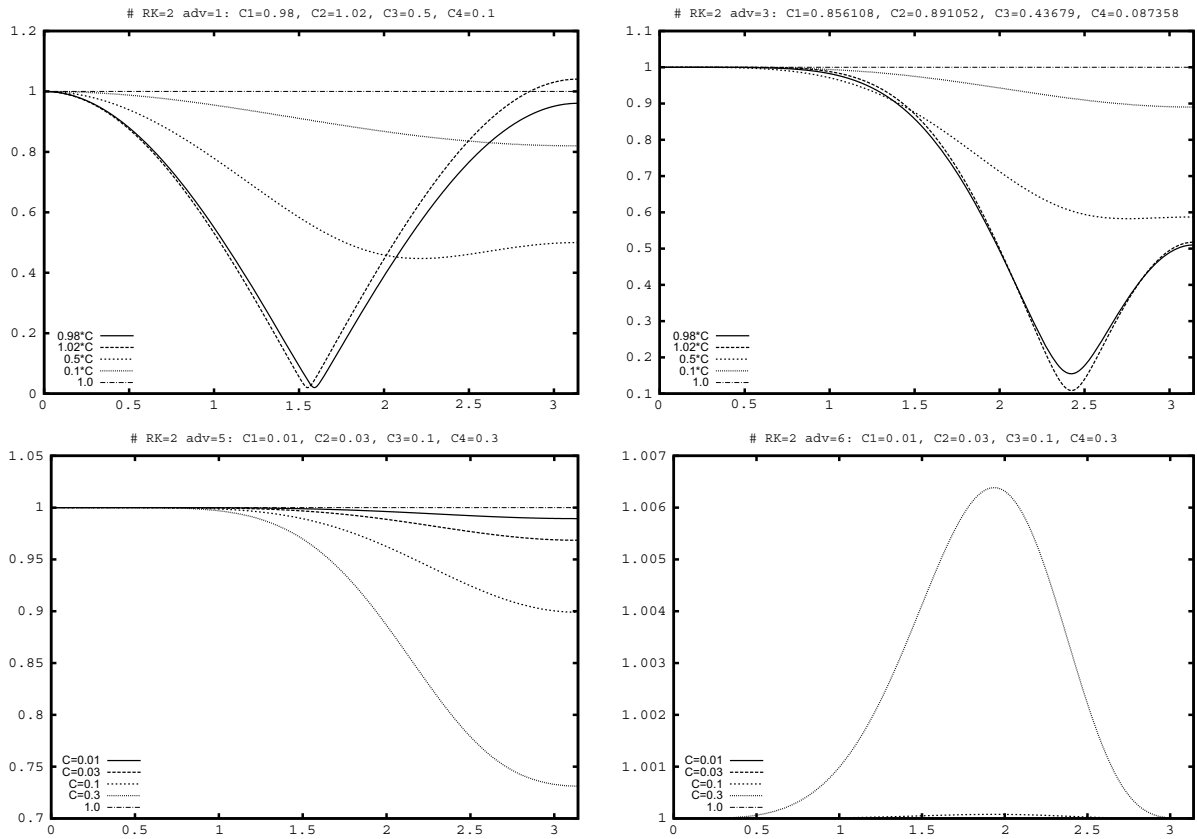 # RK=2 adv=1: C1=0.98, C2=1.02, C3=0.5, C4=0.1
1.2
1
0.8
0.6
0.4
0.2
0
0.98*C
1.02*C
0.5*C
0.1*C
1.0
0 0.5 1 1.5 2 2.5 3
# RK=2 adv=3: C1=0.856108, C2=0.891052, C3=0.43679, C4=0.087358
1.1
1
0.9
0.8
0.7
0.6
0.5
0.4
0.3
0.2
0.1
0.98*C
1.02*C
0.5*C
0.1*C
1.0
0 0.5 1 1.5 2 2.5 3
# RK=2 adv=5: C1=0.01, C2=0.03, C3=0.1, C4=0.3
1.05
1
0.95
0.9
0.85
0.8
0.75
0.7
C=0.01
C=0.03
C=0.1
C=0.3
1.0
0 0.5 1 1.5 2 2.5 3
# RK=2 adv=6: C1=0.01, C2=0.03, C3=0.1, C4=0.3
1.007
1.006
1.005
1.004
1.003
1.002
1.001
1
C=0.01
C=0.03
C=0.1
C=0.3
1.0
0 0.5 1 1.5 2 2.5 3